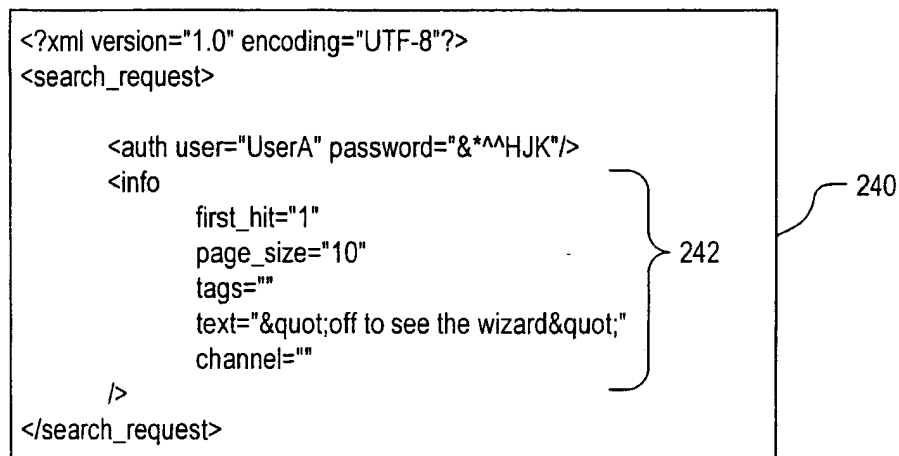 <?xml version="1.0" encoding="UTF-8"?>
<search_request>
<auth user="UserA" password="&*^^HJK"/>
<info
first_hit="1"
page_size="10"
tags=""
text="&quot;off to see the wizard&quot;"
channel=""
/>
</search_request>
242
240